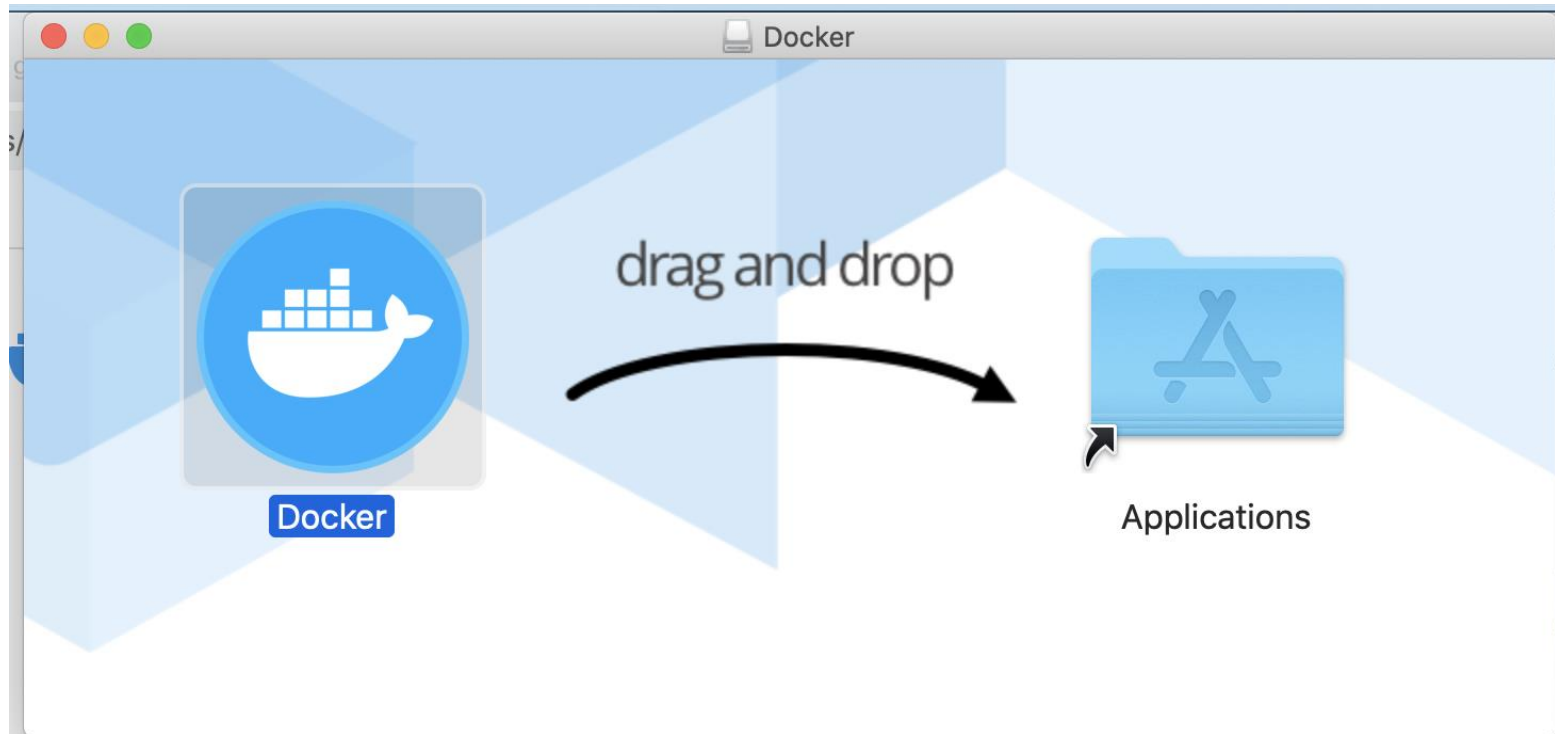 Docker
drag and drop
Docker
Applications